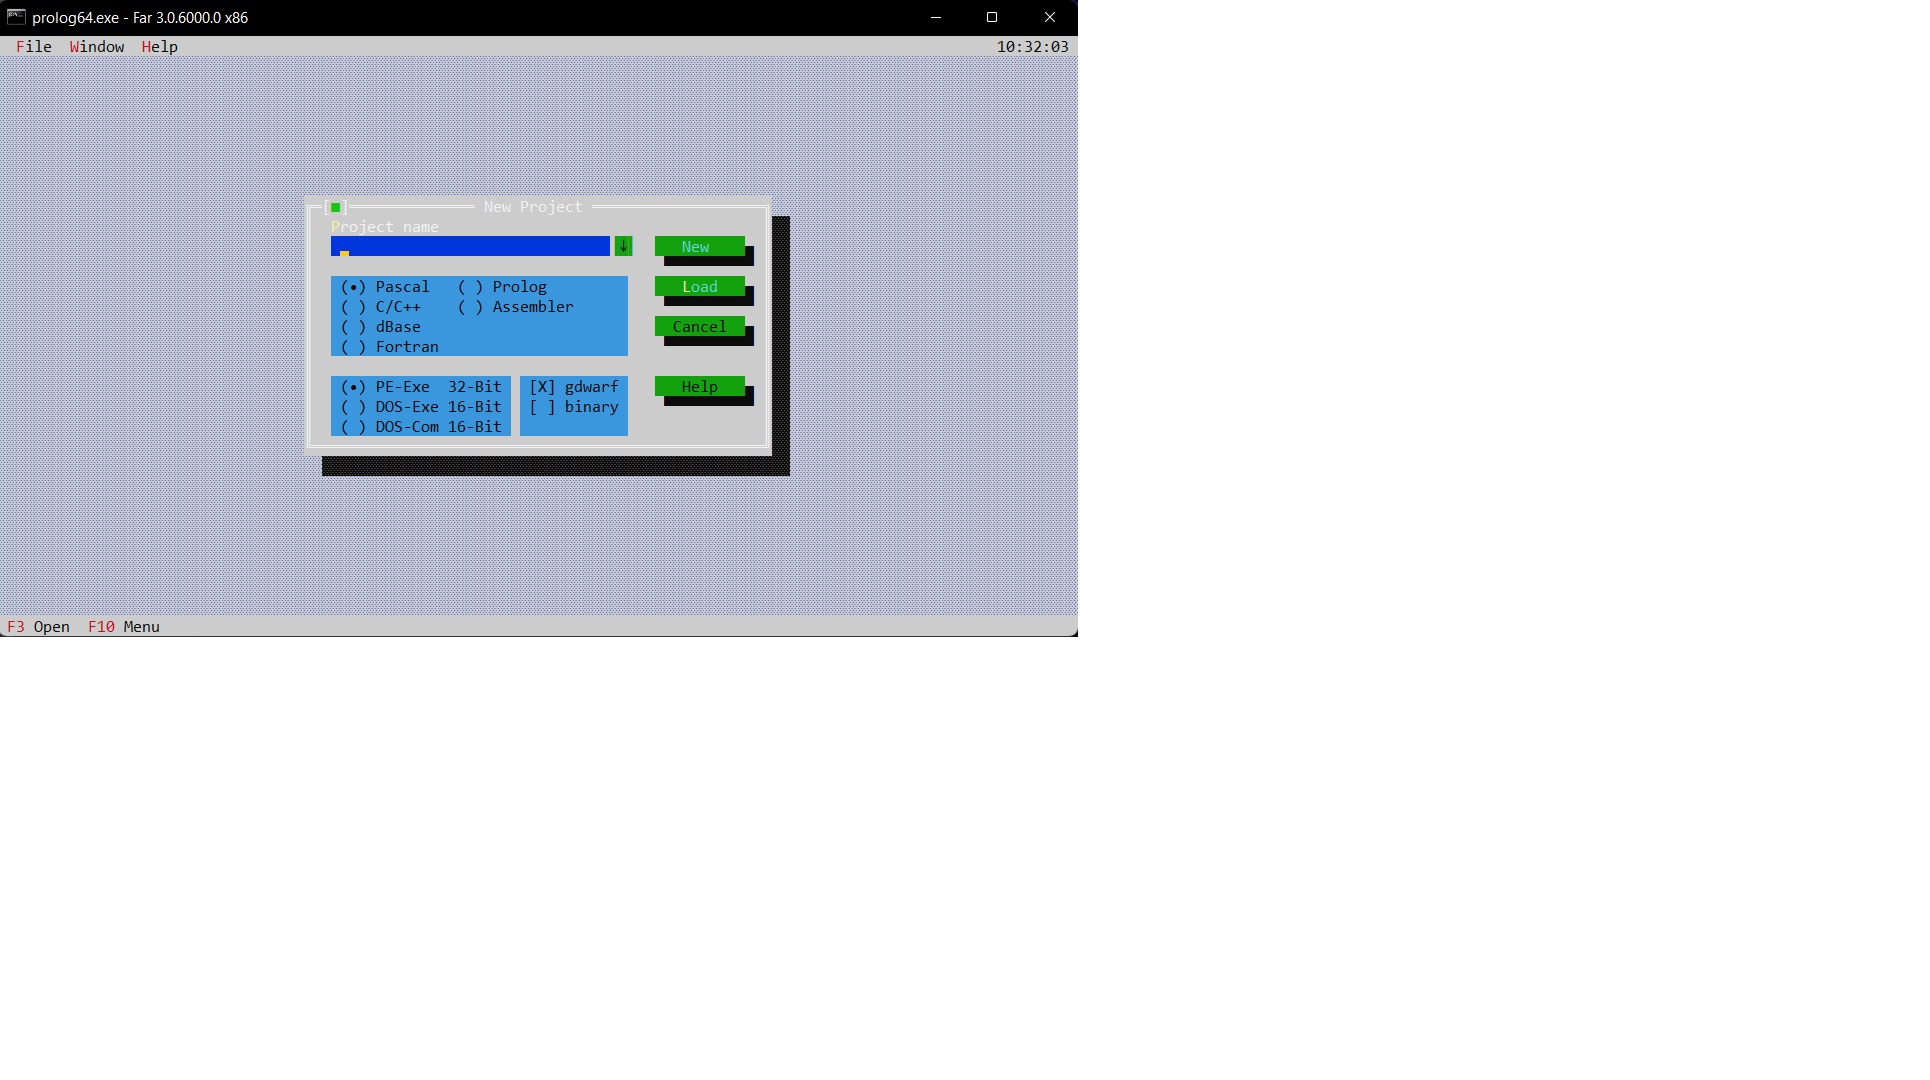 prolog64.exe - Far 3.0.6000.0 x86
File Window Help 10:32:03
[■] New Project
Project name
↓ New
(•) Pascal ( ) Prolog Load
( ) C/C++ ( ) Assembler
( ) dBase Cancel
( ) Fortran
(•) PE-Exe 32-Bit [X] gdwarf Help
( ) DOS-Exe 16-Bit [ ] binary
( ) DOS-Com 16-Bit
F3 Open F10 Menu